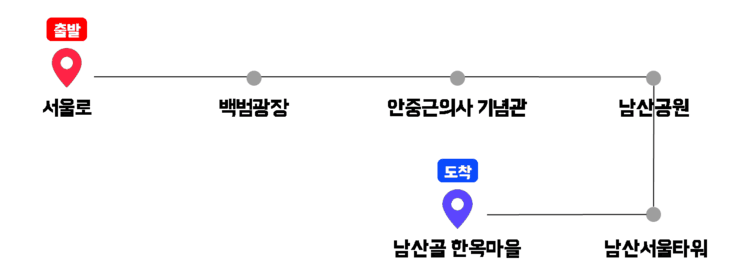 출발
서울로
백범광장
안중근의사 기념관
남산공원
도착
남산골 한옥마을
남산서울타워